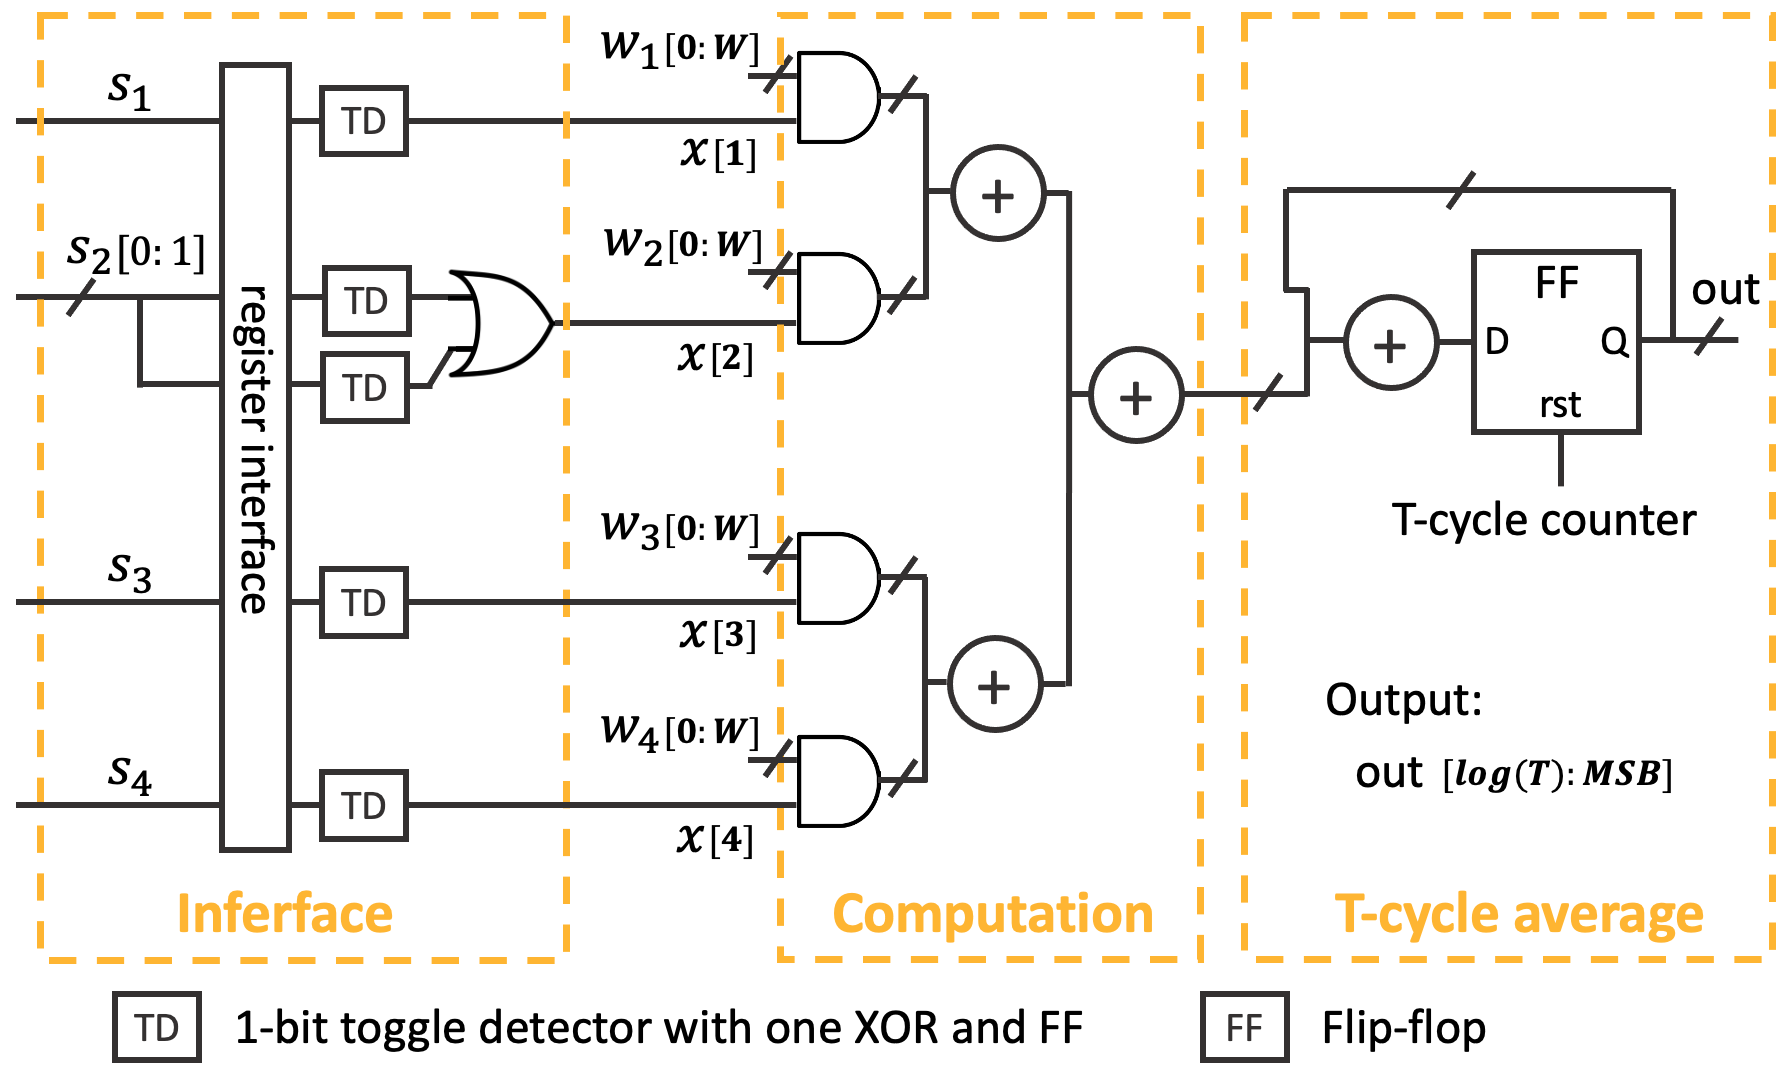 s₁
TD
x[1]
w₁[0:W]
+
s₂[0:1]
TD
TD
x[2]
w₂[0:W]
register interface
+
s₃
TD
x[3]
w₃[0:W]
+
s₄
TD
x[4]
w₄[0:W]
+
FF
D
Q
rst
out
T-cycle counter
Output:
out [log(T):MSB]
Inferface
Computation
T-cycle average
TD
1-bit toggle detector with one XOR and FF
FF
Flip-flop